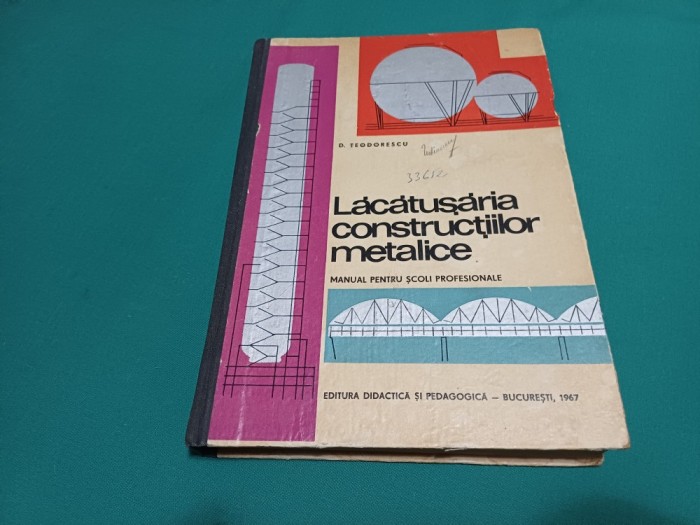 D. TEODORESCU
33612
Lăcătușăria
construcțiilor
metalice
MANUAL PENTRU ȘCOLI PROFESIONALE
EDITURA DIDACTICĂ ȘI PEDAGOGICĂ — BUCUREȘTI, 1967